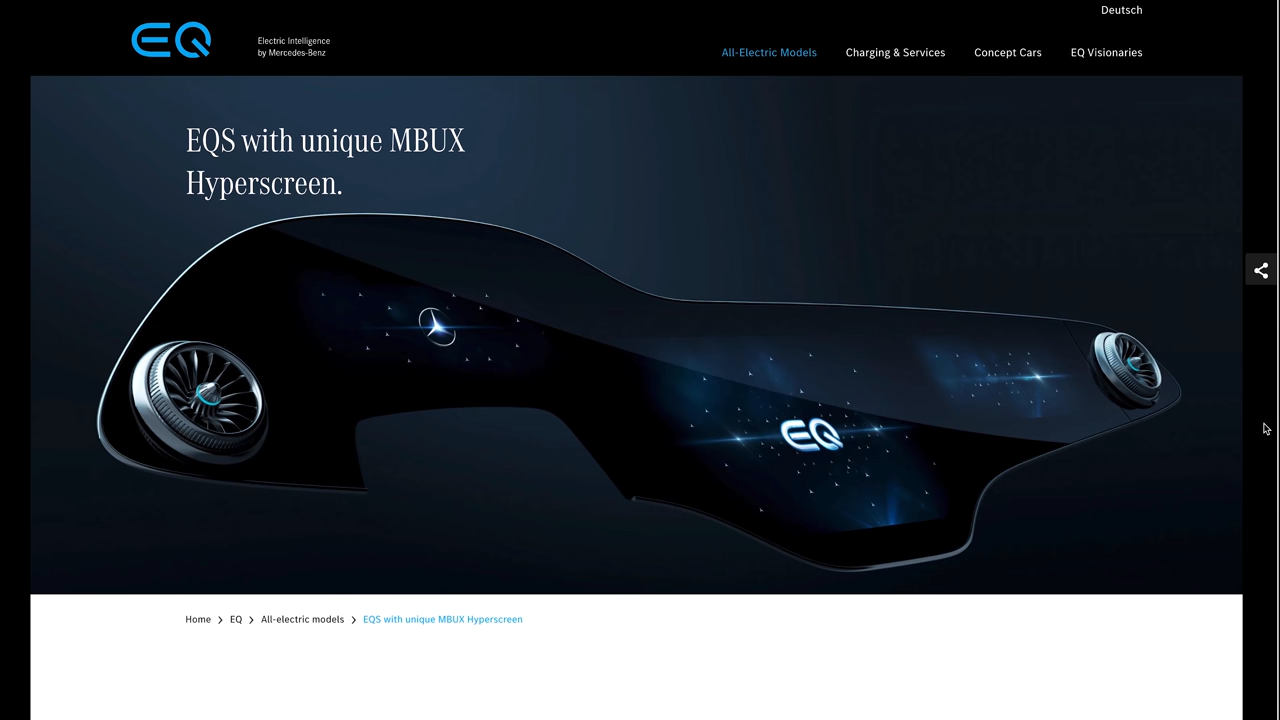 Deutsch
EQ
Electric Intelligence
by Mercedes-Benz
All-Electric Models
Charging & Services
Concept Cars
EQ Visionaries
EQS with unique MBUX
Hyperscreen.
EQ
Home > EQ > All-electric models > EQS with unique MBUX Hyperscreen